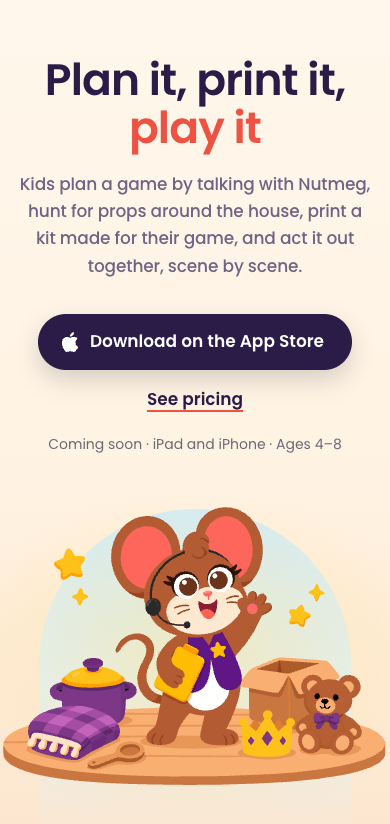 Plan it, print it,
play it
Kids plan a game by talking with Nutmeg,
hunt for props around the house, print a
kit made for their game, and act it out
together, scene by scene.
Download on the App Store
See pricing
Coming soon · iPad and iPhone · Ages 4–8